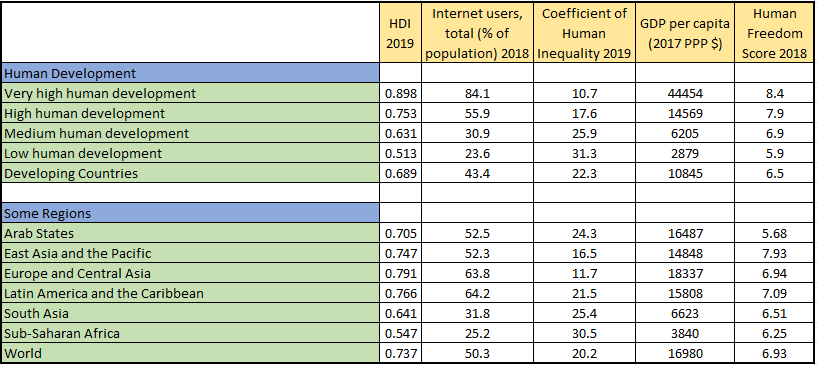 HDI 2019 Internet users, total (% of population) 2018 Coefficient of Human Inequality 2019 GDP per capita (2017 PPP $) Human Freedom Score 2018
Human Development
Very high human development 0.898 84.1 10.7 44454 8.4
High human development 0.753 55.9 17.6 14569 7.9
Medium human development 0.631 30.9 25.9 6205 6.9
Low human development 0.513 23.6 31.3 2879 5.9
Developing Countries 0.689 43.4 22.3 10845 6.5
Some Regions
Arab States 0.705 52.5 24.3 16487 5.68
East Asia and the Pacific 0.747 52.3 16.5 14848 7.93
Europe and Central Asia 0.791 63.8 11.7 18337 6.94
Latin America and the Caribbean 0.766 64.2 21.5 15808 7.09
South Asia 0.641 31.8 25.4 6623 6.51
Sub-Saharan Africa 0.547 25.2 30.5 3840 6.25
World 0.737 50.3 20.2 16980 6.93